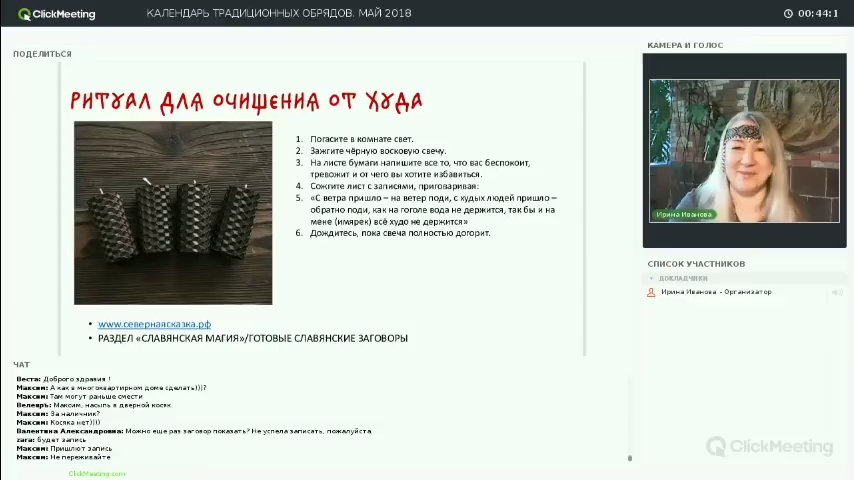 ClickMeeting
КАЛЕНДАРЬ ТРАДИЦИОННЫХ ОБРЯДОВ. МАЙ 2018
00:44:1
ПОДЕЛИТЬСЯ
РИТУАЛ ДЛЯ ОЧИЩЕНИЯ ОТ ХУДА
1. Погасите в комнате свет.
2. Зажгите чёрную восковую свечу.
3. На листе бумаги напишите все то, что вас беспокоит,
тревожит и от чего вы хотите избавиться.
4. Сожгите лист с записями, приговаривая:
5. «С ветра пришло – на ветер поди, с худых людей пришло –
обратно поди, как на гоголе вода не держится, так бы и на
мене (имярек) всё худо не держится»
6. Дождитесь, пока свеча полностью догорит.
• www.севернаясказка.рф
• РАЗДЕЛ «СЛАВЯНСКАЯ МАГИЯ»/ГОТОВЫЕ СЛАВЯНСКИЕ ЗАГОВОРЫ
ЧАТ
Веста: Доброго здравия !
Максим: А как в многоквартирном доме сделать)))?
Максим: Там могут раньше смести
Велевръ: Максим, насыпь в дверной косяк.
Максим: За наличник?
Максим: Косяка нет))))
Валентина Александровна: Можно еще раз заговор показать? Не успела записать, пожалуйста.
zara: будет запись
Максим: Пришлют запись
Максим: Не переживайте
ClickMeeting.com
КАМЕРА И ГОЛОС
Ирина Иванова
СПИСОК УЧАСТНИКОВ
ДОКЛАДЧИКИ
Ирина Иванова - Организатор
ClickMeeting